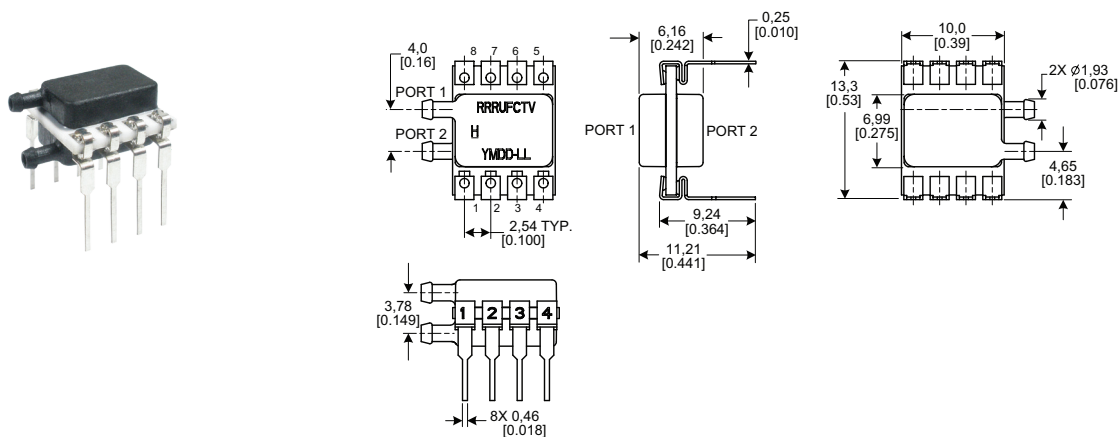 4,0
[0.16]
8 7 6 5
PORT 1
PORT 2
RRRUFCTV
H
YMDD-LL
1 2 3 4
2,54 TYP.
[0.100]
6,16
[0.242]
0,25
[0.010]
PORT 1
PORT 2
9,24
[0.364]
11,21
[0.441]
10,0
[0.39]
2X Ø1,93
[0.076]
13,3
[0.53]
6,99
[0.275]
4,65
[0.183]
3,78
[0.149]
1 2 3 4
8X 0,46
[0.018]